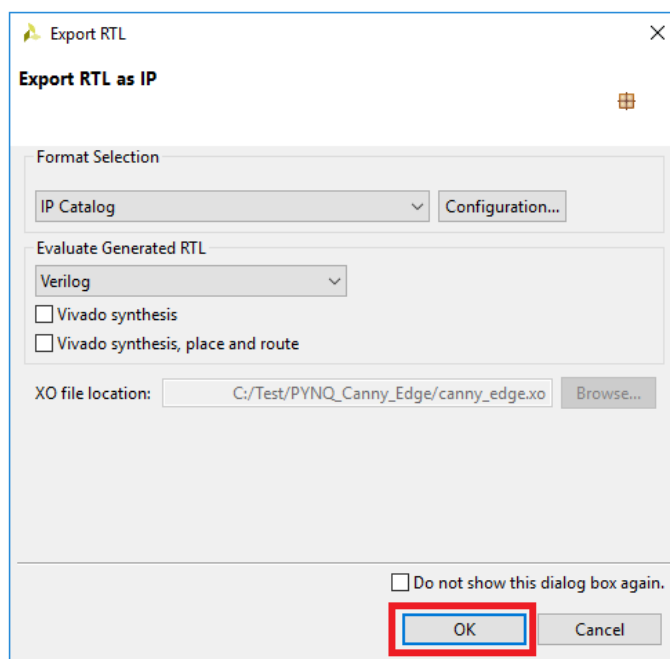 Export RTL
Export RTL as IP
Format Selection
IP Catalog
Configuration...
Evaluate Generated RTL
Verilog
Vivado synthesis
Vivado synthesis, place and route
XO file location: C:/Test/PYNQ_Canny_Edge/canny_edge.xo Browse...
Do not show this dialog box again.
OK Cancel